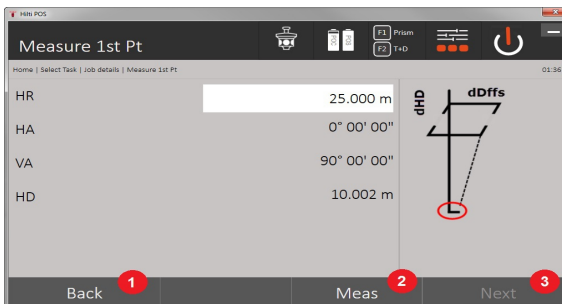 Hilti POS
Measure 1st Pt
POC
POS
F1 Prism
F2 T+D
Home | Select Task | Job details | Measure 1st Pt
01:36
HR 25.000 m
HA 0° 00' 00"
VA 90° 00' 00"
HD 10.002 m
dHD
dDffs
Back 1
Meas 2
Next 3